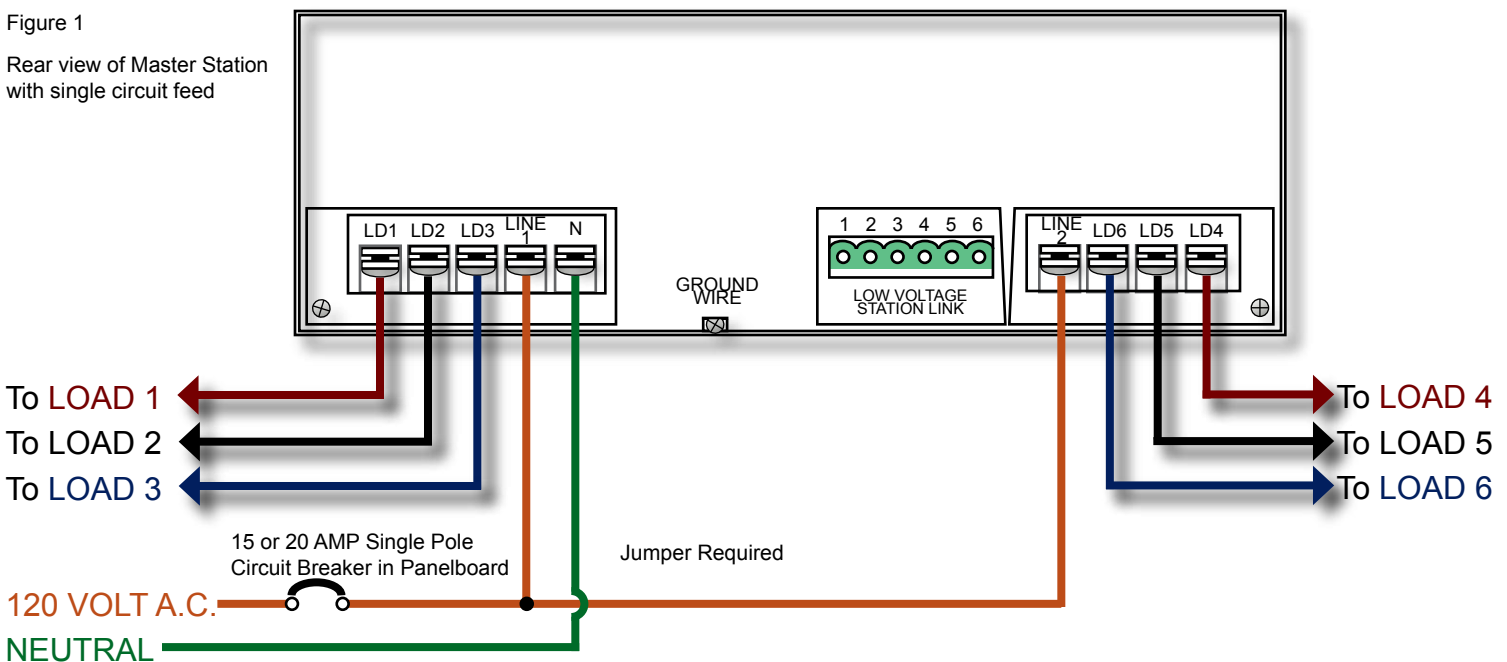 Figure 1
Rear view of Master Station
with single circuit feed
LD1 LD2 LD3 LINE 1 N
GROUND
WIRE
1 2 3 4 5 6
LOW VOLTAGE
STATION LINK
LINE 2 LD6 LD5 LD4
To LOAD 1
To LOAD 2
To LOAD 3
To LOAD 4
To LOAD 5
To LOAD 6
15 or 20 AMP Single Pole
Circuit Breaker in Panelboard
Jumper Required
120 VOLT A.C.
NEUTRAL